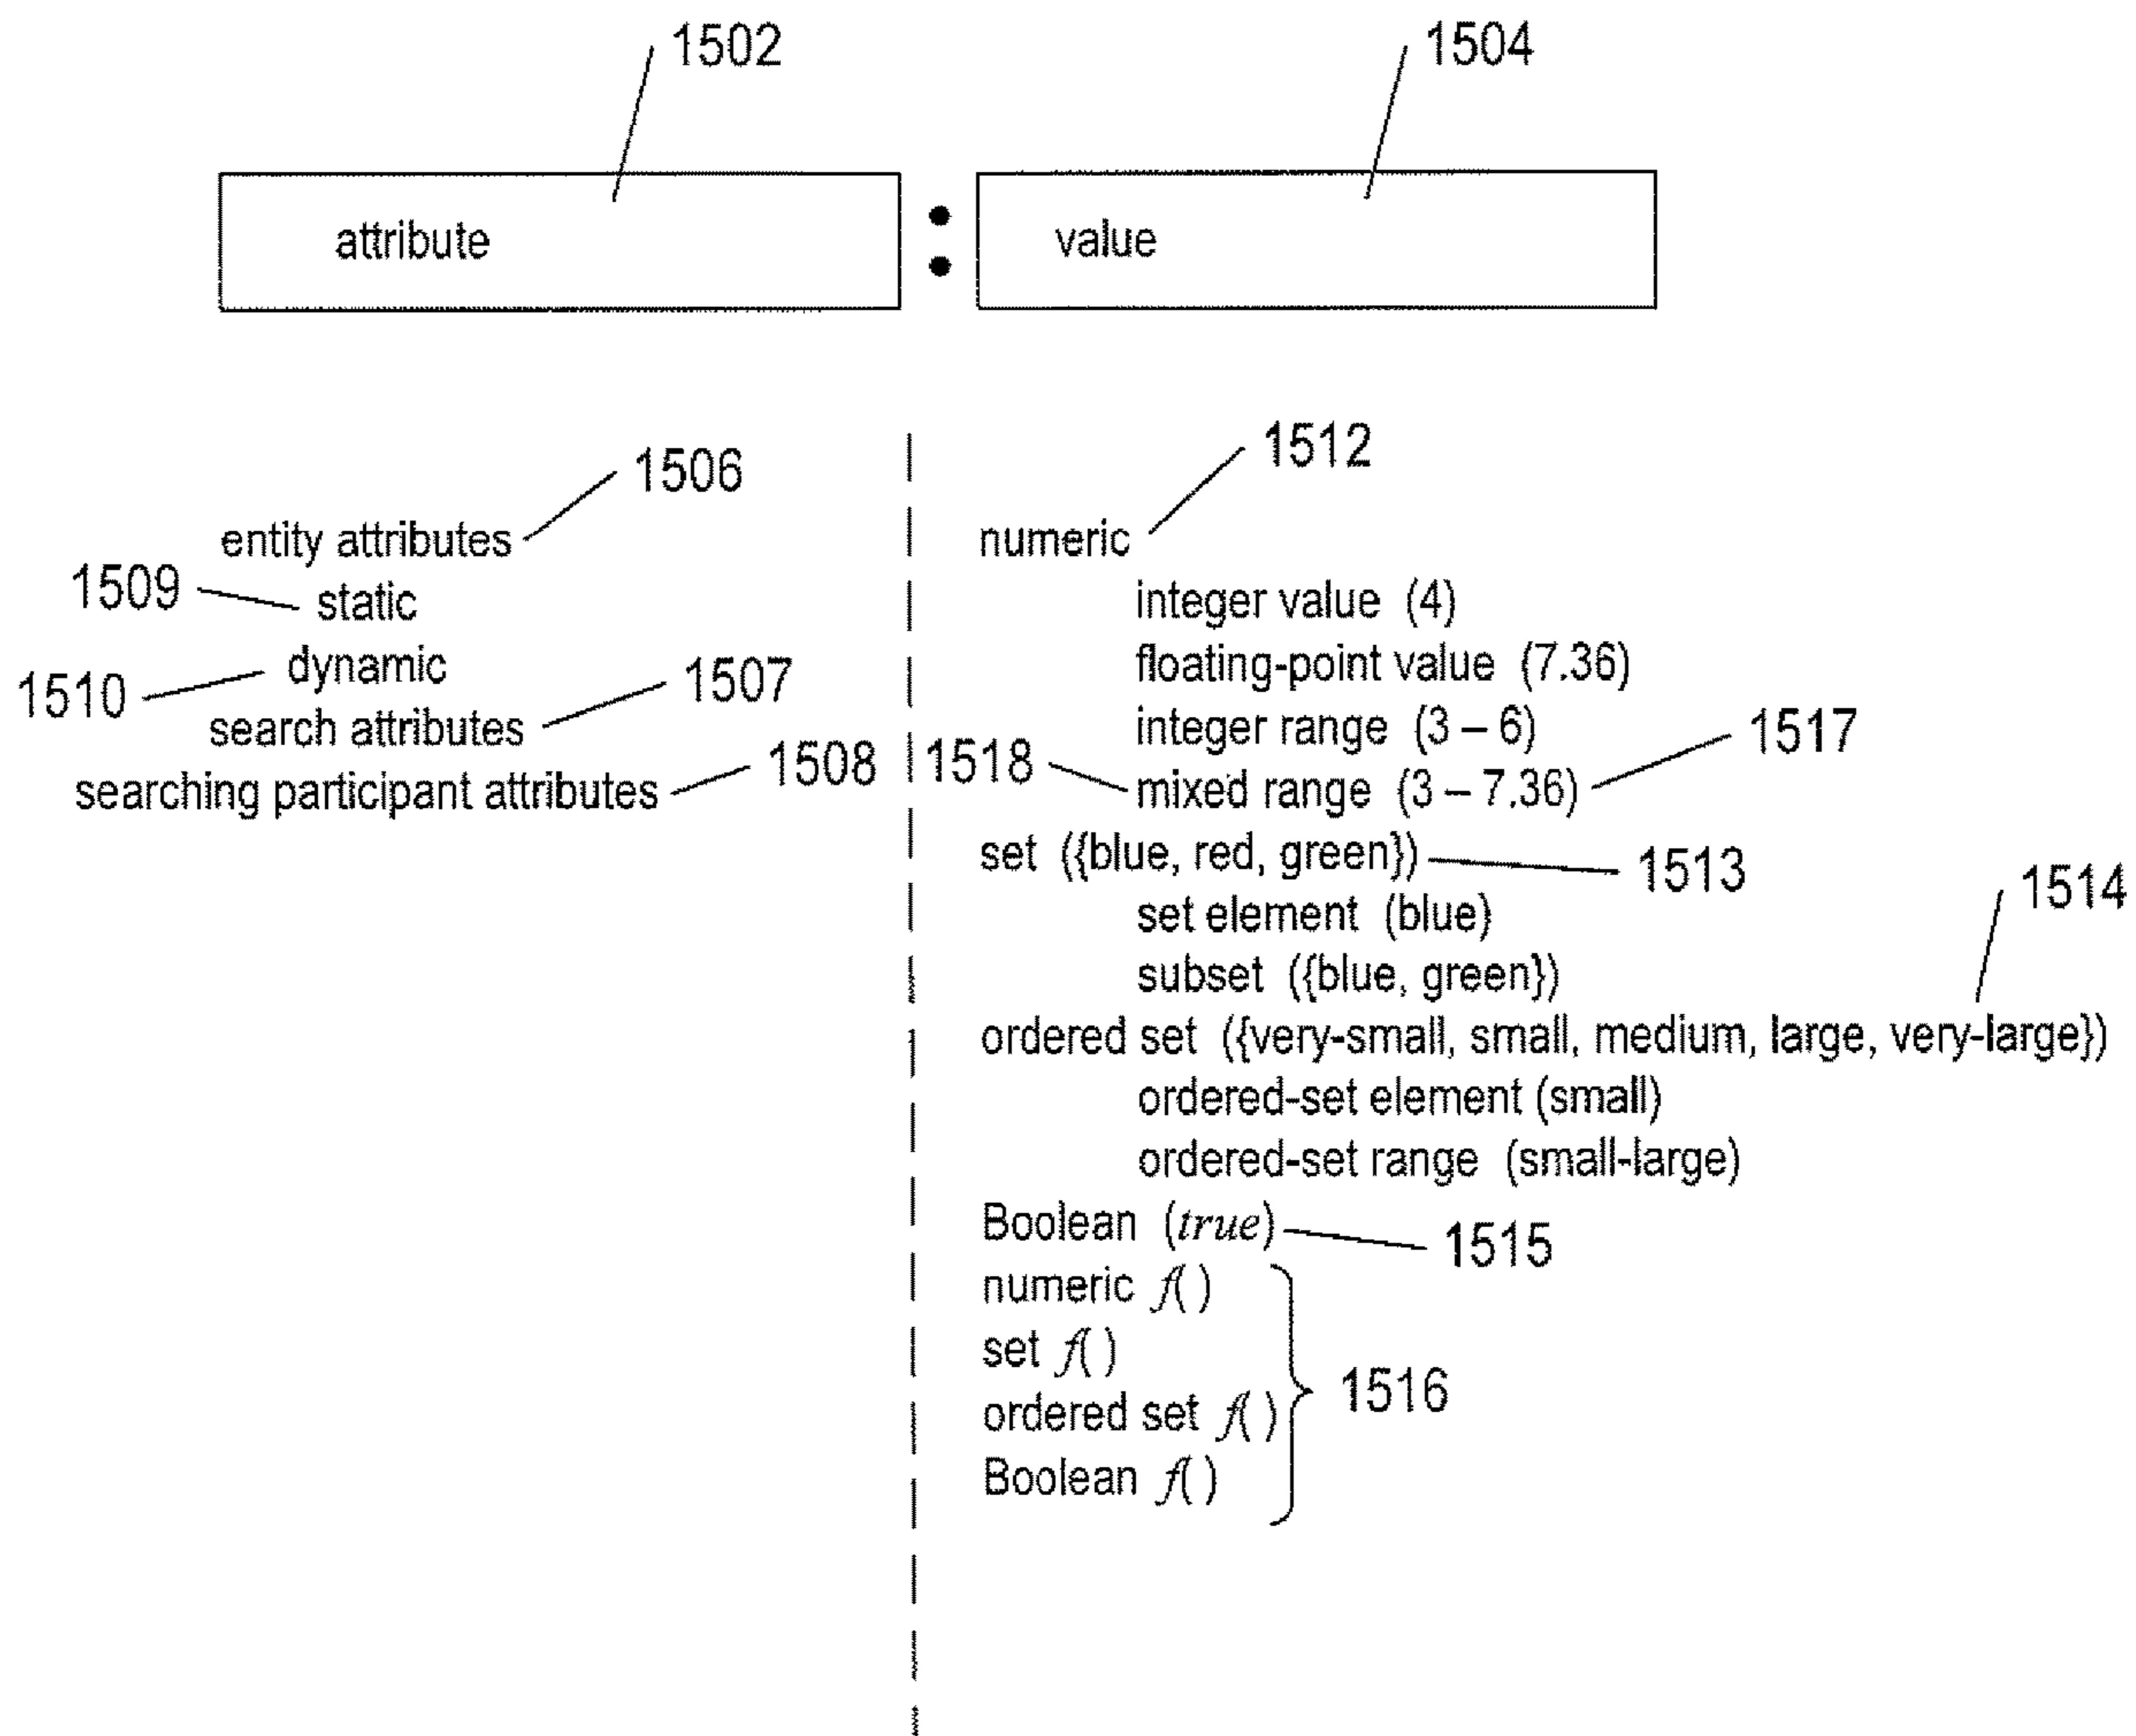 1502 1504
attribute : value
1506
entity attributes
1509
static
dynamic
1510
1507
search attributes
1508
searching participant attributes
1512
numeric
integer value (4)
floating-point value (7.36)
integer range (3 – 6)
1517
1518
mixed range (3 – 7.36)
set ({blue, red, green})
1513
1514
set element (blue)
subset ({blue, green})
ordered set ({very-small, small, medium, large, very-large})
ordered-set element (small)
ordered-set range (small-large)
Boolean (true)
1515
numeric f( )
set f( )
1516
ordered set f( )
Boolean f( )